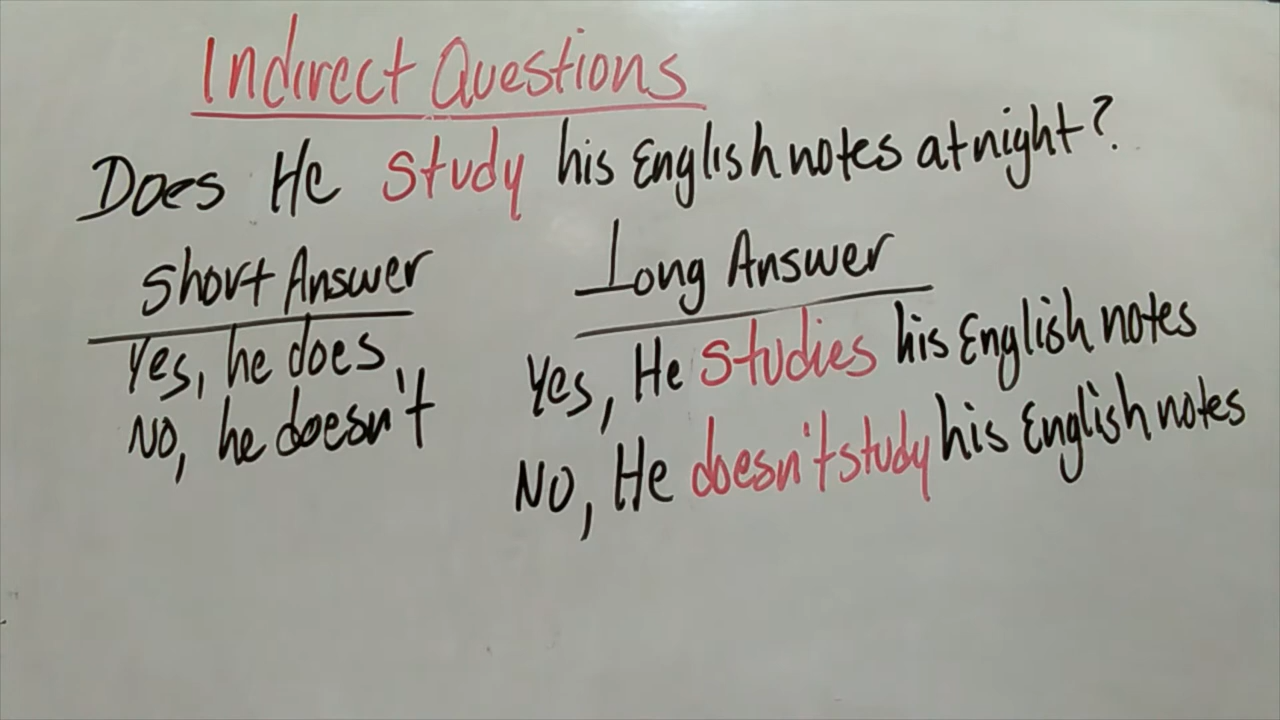 Indirect Questions
Does He study his English notes at night?
Short Answer
Yes, he does
No, he doesn't
Long Answer
Yes, He studies his English notes
No, He doesn't study his English notes